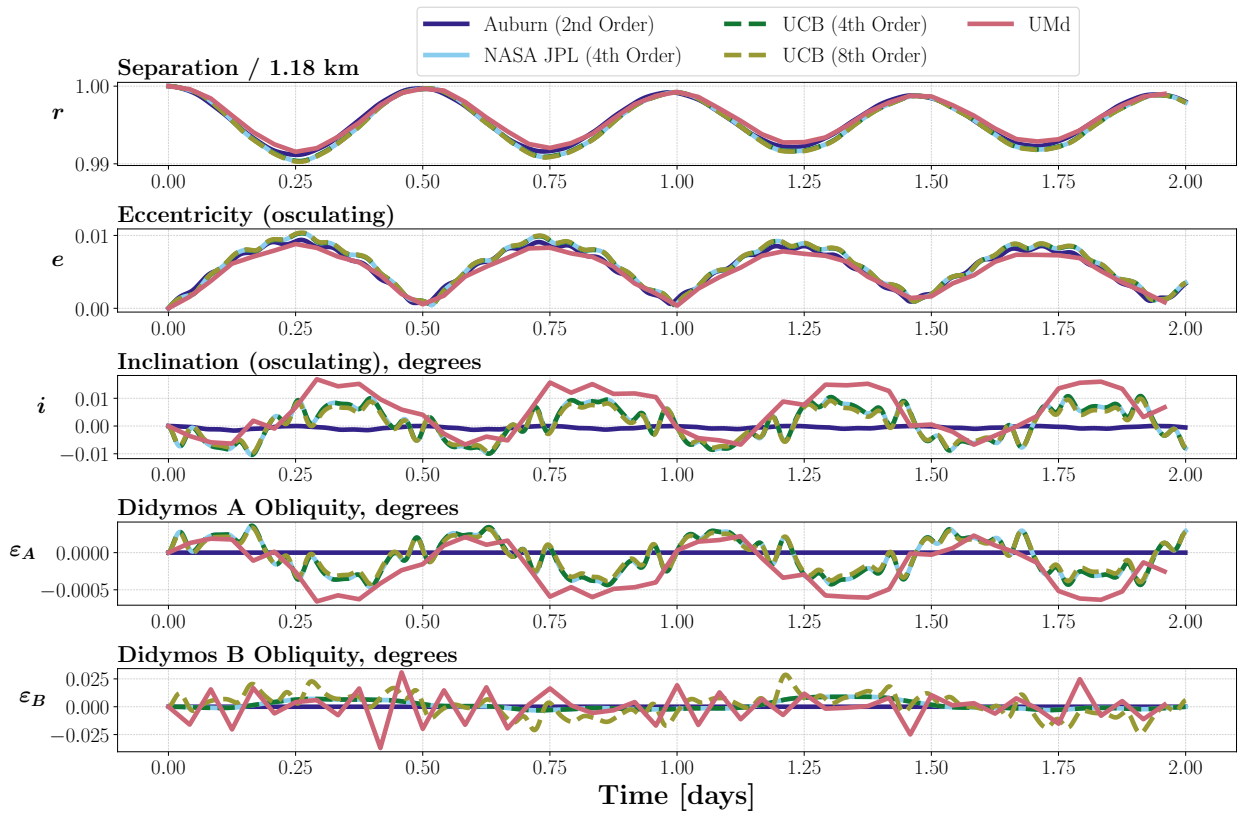 Auburn (2nd Order) UCB (4th Order) UMd
NASA JPL (4th Order) UCB (8th Order)
Separation / 1.18 km
r
1.00
0.99
0.00 0.25 0.50 0.75 1.00 1.25 1.50 1.75 2.00
Eccentricity (osculating)
e
0.01
0.00
0.00 0.25 0.50 0.75 1.00 1.25 1.50 1.75 2.00
Inclination (osculating), degrees
i
0.01
0.00
−0.01
0.00 0.25 0.50 0.75 1.00 1.25 1.50 1.75 2.00
Didymos A Obliquity, degrees
εA
0.0000
−0.0005
0.00 0.25 0.50 0.75 1.00 1.25 1.50 1.75 2.00
Didymos B Obliquity, degrees
εB
0.025
0.000
−0.025
0.00 0.25 0.50 0.75 1.00 1.25 1.50 1.75 2.00
Time [days]